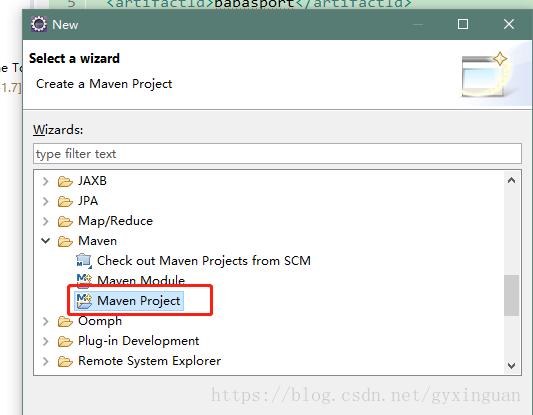 5 <artifactId>babasport</artifactId>
New
Select a wizard
Create a Maven Project
e To
1.7]
Wizards:
type filter text
JAXB
JPA
Map/Reduce
Maven
Check out Maven Projects from SCM
Maven Module
Maven Project
Oomph
Plug-in Development
Remote System Explorer
https://blog.csdn.net/gyxinguan